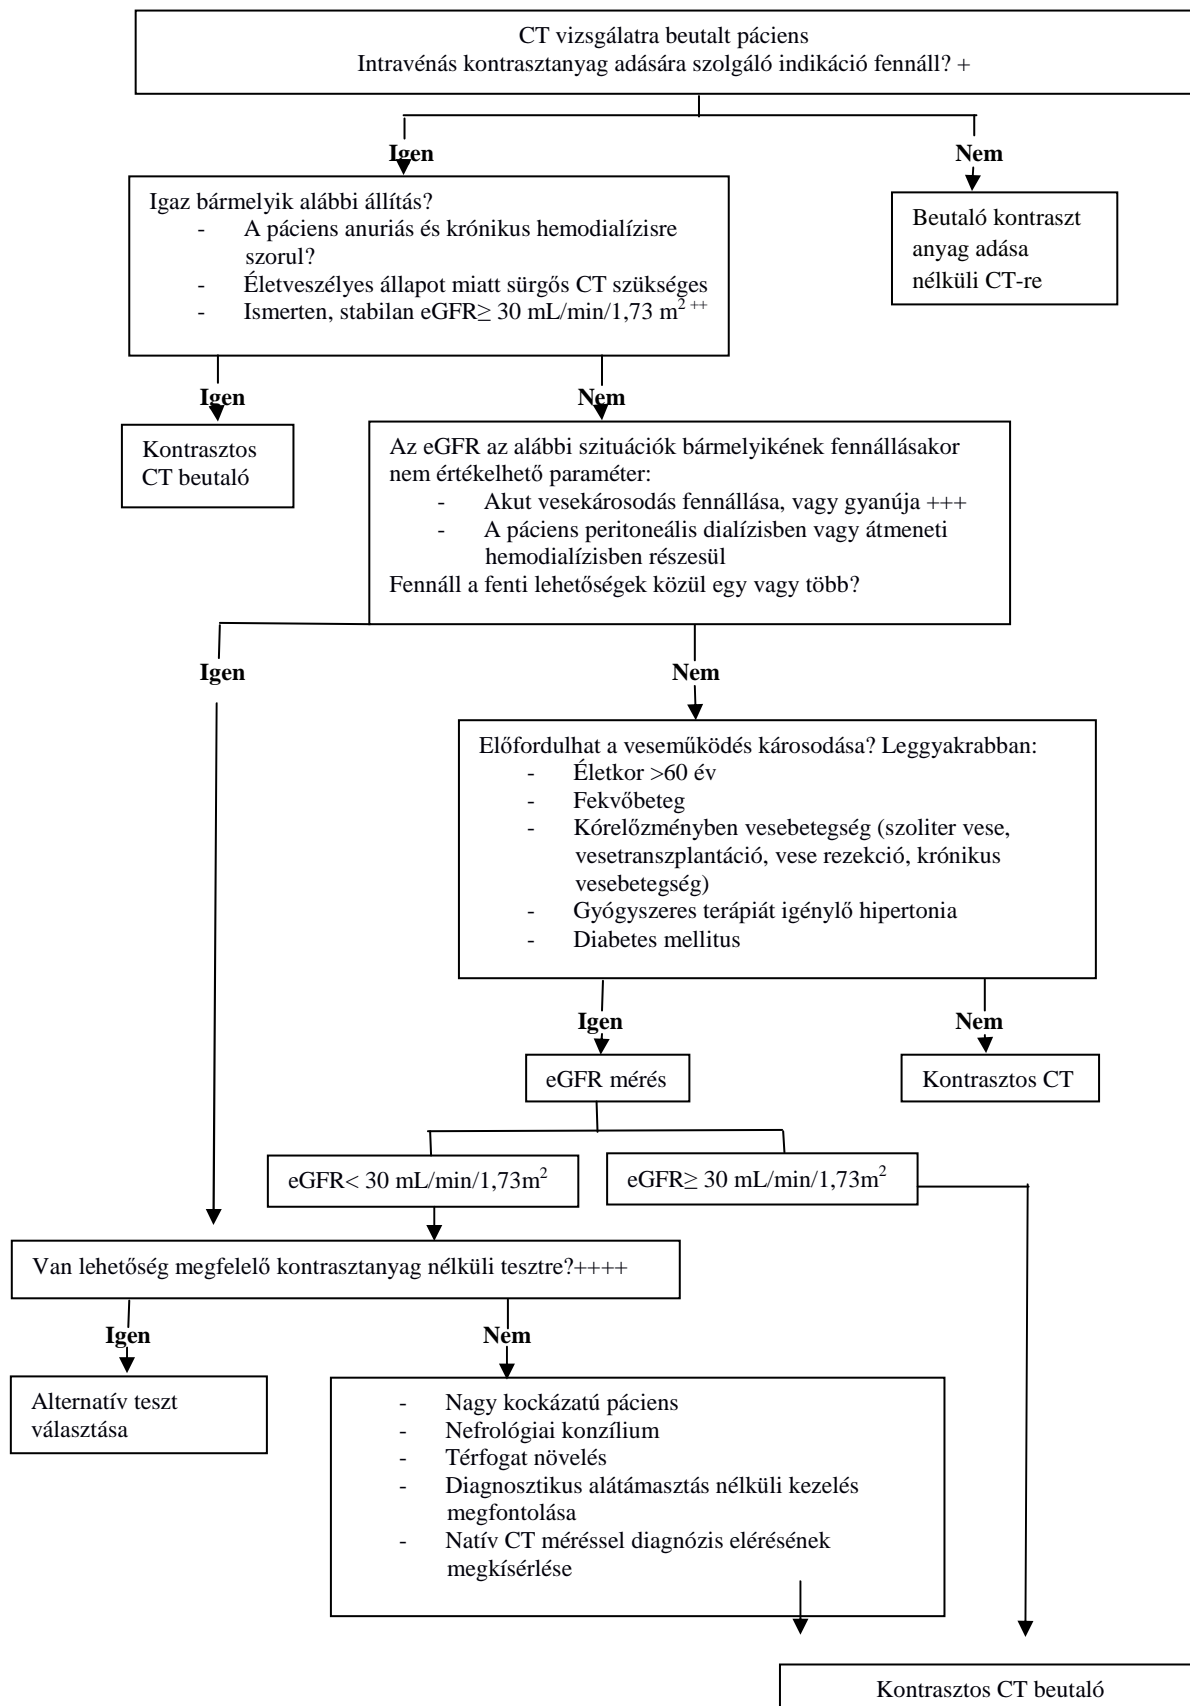 CT vizsgálatra beutalt páciens
Intravénás kontrasztanyag adására szolgáló indikáció fennáll? +
Igen
Nem
Igaz bármelyik alábbi állítás?
- A páciens anuriás és krónikus hemodialízisre
szorul?
- Életveszélyes állapot miatt sürgős CT szükséges
- Ismerten, stabilan eGFR≥ 30 mL/min/1,73 m² ⁺⁺
Beutaló kontraszt
anyag adása
nélküli CT-re
Igen
Nem
Kontrasztos
CT beutaló
Az eGFR az alábbi szituációk bármelyikének fennállásakor
nem értékelhető paraméter:
- Akut vesekárosodás fennállása, vagy gyanúja +++
- A páciens peritoneális dialízisben vagy átmeneti
hemodialízisben részesül
Fennáll a fenti lehetőségek közül egy vagy több?
Igen
Nem
Előfordulhat a veseműködés károsodása? Leggyakrabban:
- Életkor >60 év
- Fekvőbeteg
- Kórelőzményben vesebetegség (szoliter vese,
vesetranszplantáció, vese rezekció, krónikus
vesebetegség)
- Gyógyszeres terápiát igénylő hipertonia
- Diabetes mellitus
Igen
Nem
eGFR mérés
Kontrasztos CT
eGFR< 30 mL/min/1,73m²
eGFR≥ 30 mL/min/1,73m²
Van lehetőség megfelelő kontrasztanyag nélküli tesztre?++++
Igen
Nem
Alternatív teszt
választása
- Nagy kockázatú páciens
- Nefrológiai konzílium
- Térfogat növelés
- Diagnosztikus alátámasztás nélküli kezelés
megfontolása
- Natív CT méréssel diagnózis elérésének
megkísérlése
Kontrasztos CT beutaló